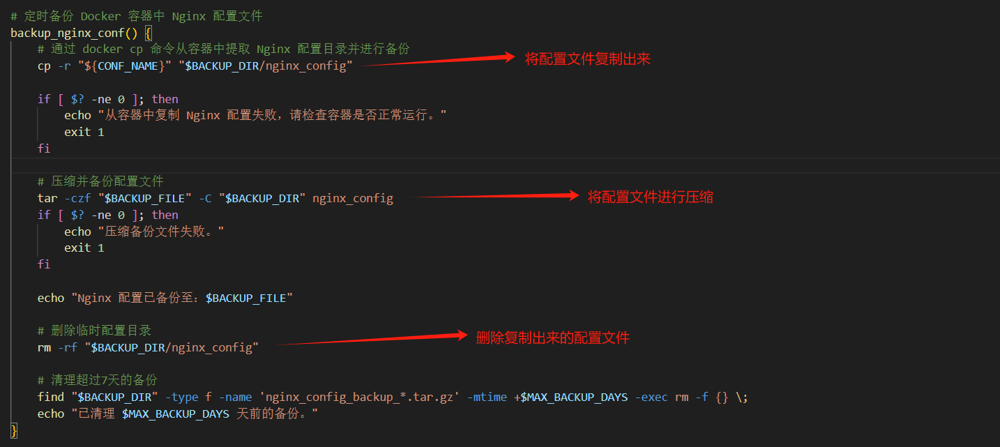 # 定时备份 Docker 容器中 Nginx 配置文件
backup_nginx_conf() {
# 通过 docker cp 命令从容器中提取 Nginx 配置目录并进行备份
cp -r "${CONF_NAME}" "$BACKUP_DIR/nginx_config" 将配置文件复制出来
if [ $? -ne 0 ]; then
echo "从容器中复制 Nginx 配置失败，请检查容器是否正常运行。"
exit 1
fi
# 压缩并备份配置文件
tar -czf "$BACKUP_FILE" -C "$BACKUP_DIR" nginx_config 将配置文件进行压缩
if [ $? -ne 0 ]; then
echo "压缩备份文件失败。"
exit 1
fi
echo "Nginx 配置已备份至：$BACKUP_FILE"
# 删除临时配置目录
rm -rf "$BACKUP_DIR/nginx_config" 删除复制出来的配置文件
# 清理超过7天的备份
find "$BACKUP_DIR" -type f -name 'nginx_config_backup_*.tar.gz' -mtime +$MAX_BACKUP_DAYS -exec rm -f {} \;
echo "已清理 $MAX_BACKUP_DAYS 天前的备份。"
}